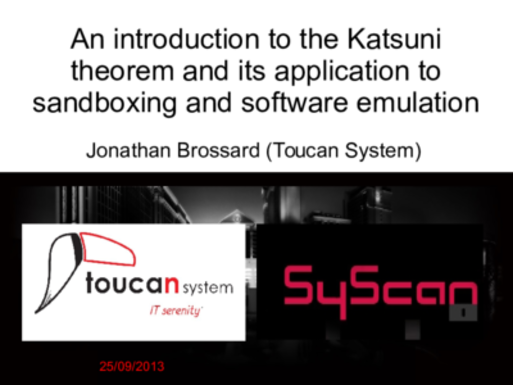 An introduction to the Katsuni
theorem and its application to
sandboxing and software emulation
Jonathan Brossard (Toucan System)
toucan system
IT serenity
SyScan
25/09/2013